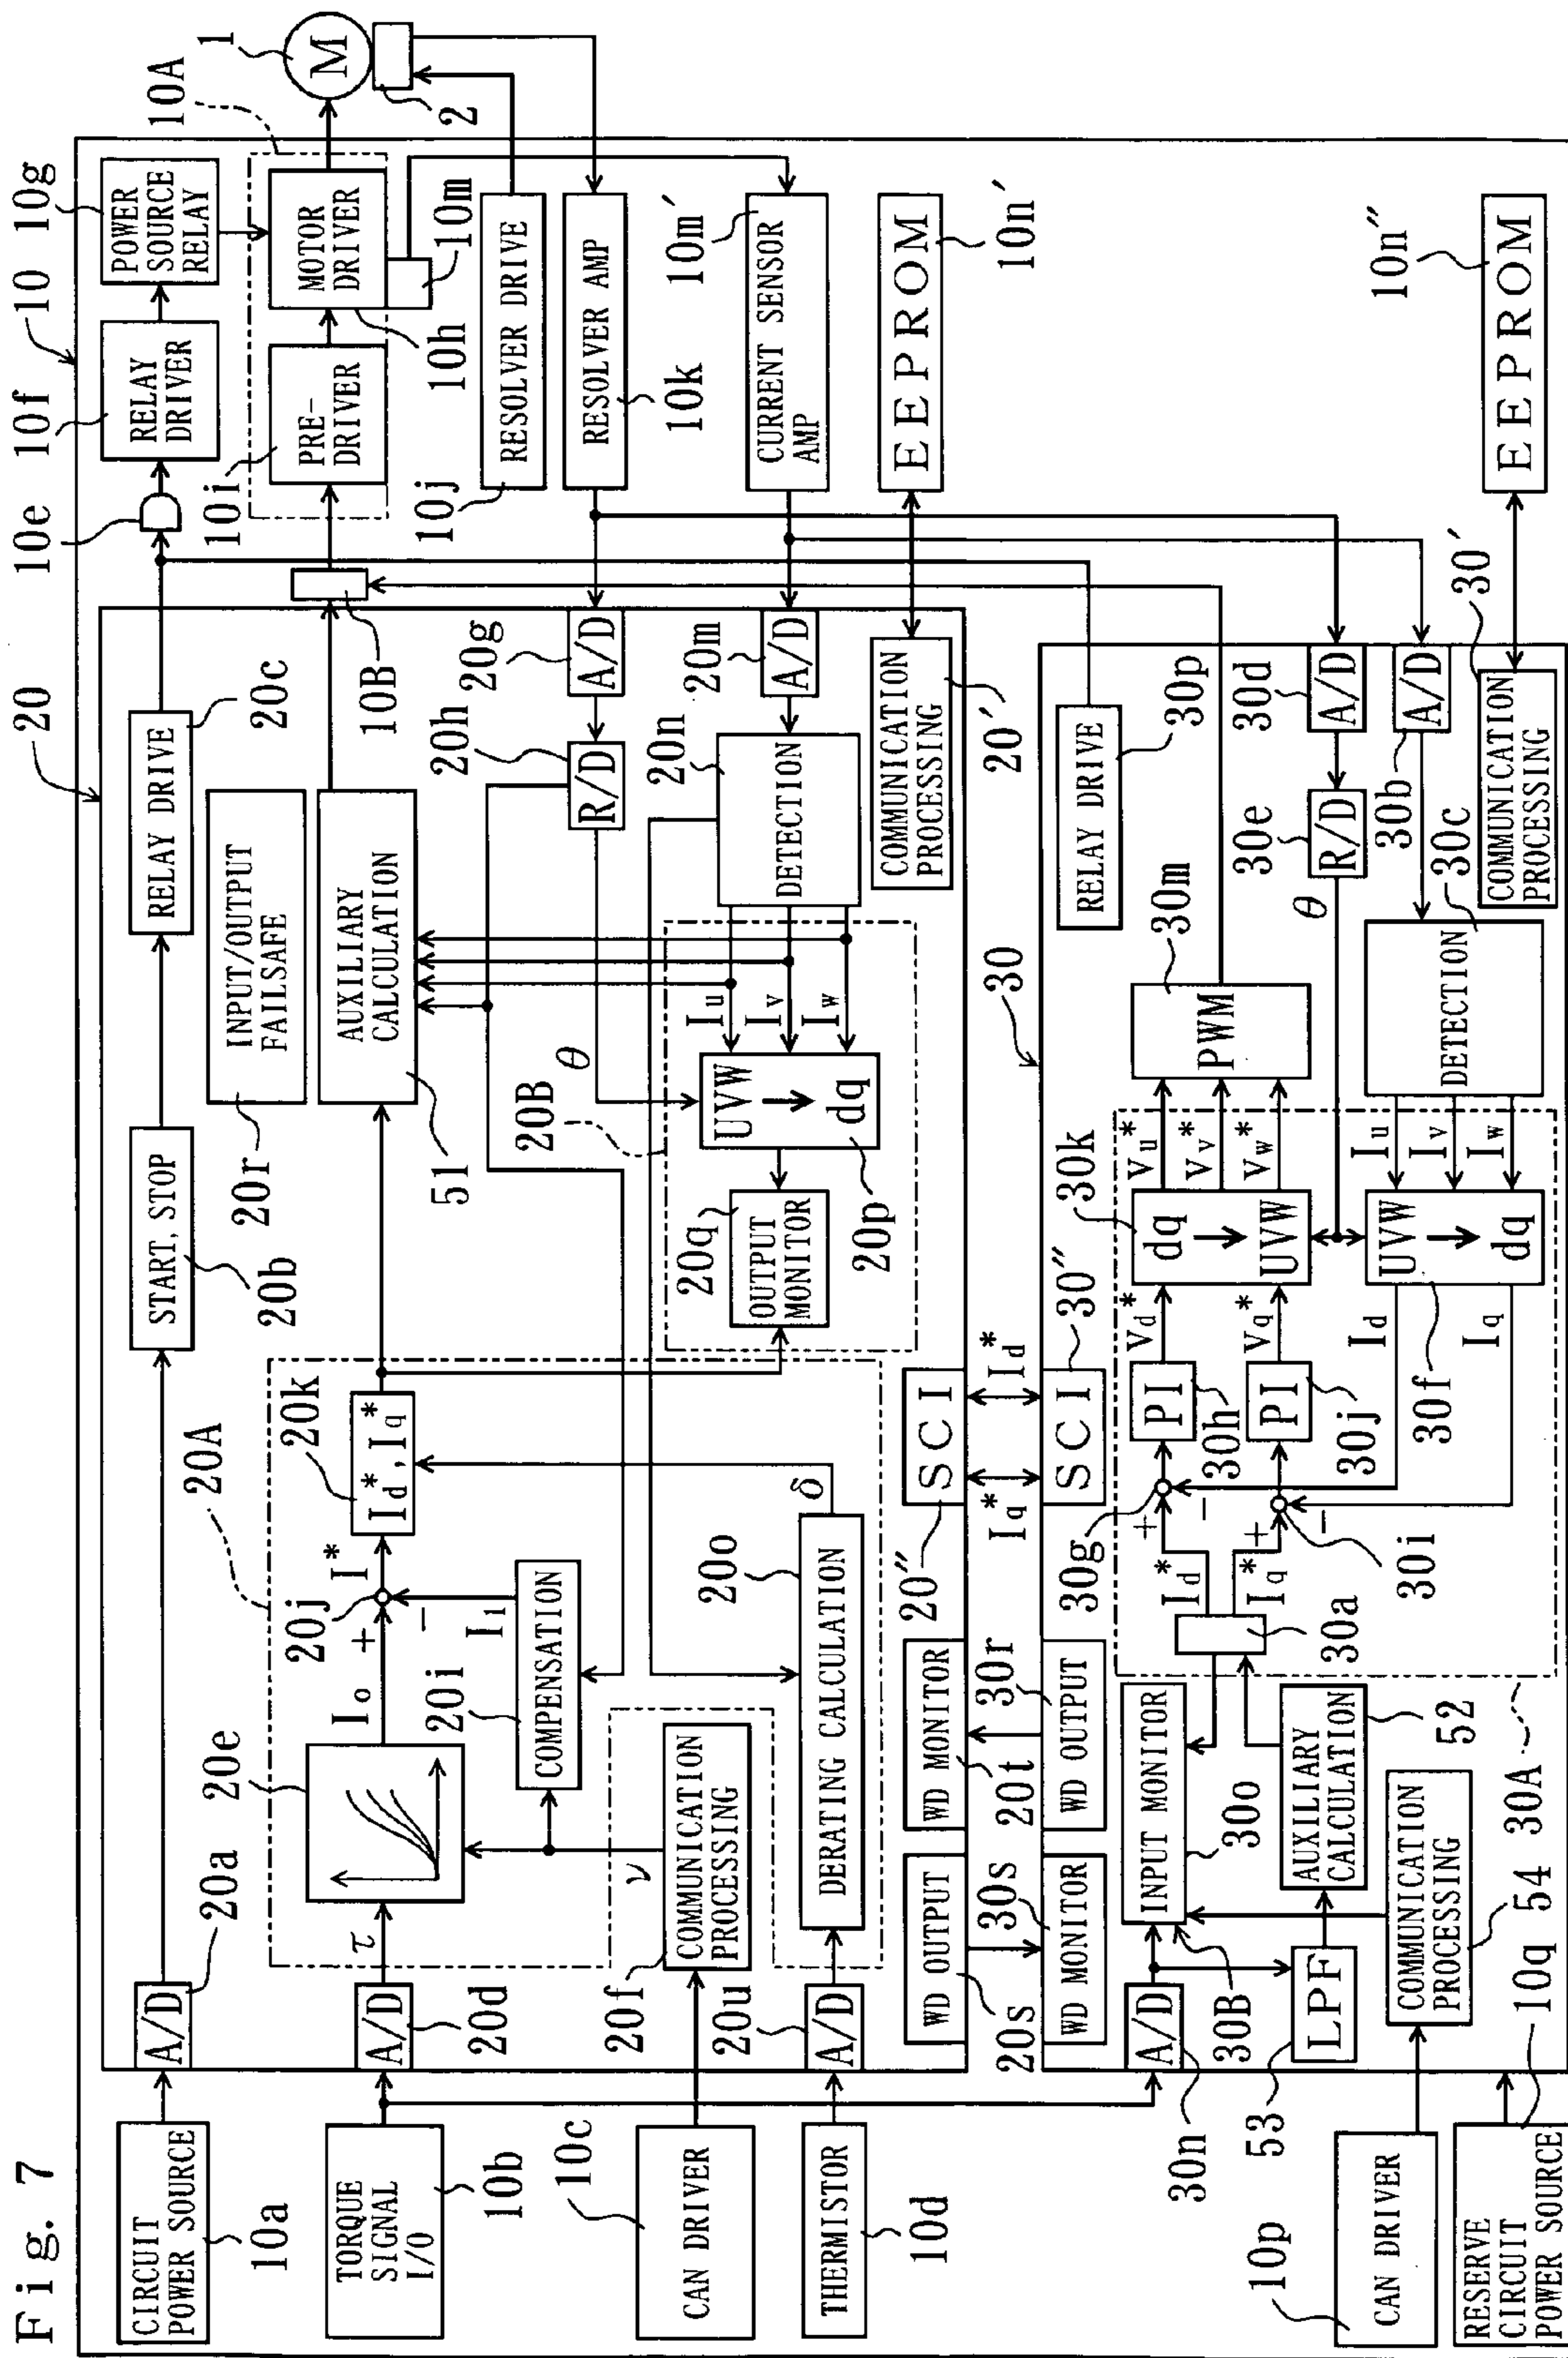 Fig. 7
10e
10f
10
10g
10A
1
RELAY
DRIVER
POWER
SOURCE
RELAY
M
2
10i
PRE-
DRIVER
MOTOR
DRIVER
10h
10m
10j
RESOLVER DRIVE
RESOLVER AMP
10k
CURRENT SENSOR
AMP
10m′
EEPROM
10n′
EEPROM
10n″
CIRCUIT
POWER SOURCE
10a
TORQUE
SIGNAL
I/O
10b
10c
CAN DRIVER
THERMISTOR
10d
10p
CAN DRIVER
RESERVE
CIRCUIT
POWER SOURCE
10q
20
A/D
20a
START, STOP
20b
RELAY DRIVE
20c
INPUT/OUTPUT
FAILSAFE
20r
AUXILIARY
CALCULATION
51
10B
20A
A/D
20d
τ
20e
Io
+
−
20j
I*
20k
Id*, Iq*
I1
20i
COMPENSATION
ν
20f
COMMUNICATION
PROCESSING
20u
A/D
DERATING CALCULATION
20o
δ
20B
θ
20h
R/D
20g
A/D
20m
A/D
20n
DETECTION
Iu
Iv
Iw
UVW
dq
20p
20q
OUTPUT
MONITOR
COMMUNICATION
PROCESSING
20′
WD OUTPUT
20s
WD MONITOR
20t
20″
SCI
Iq*
Id*
30
WD MONITOR
30s
WD OUTPUT
30r
SCI
30″
RELAY DRIVE
30p
A/D
30n
30B
INPUT MONITOR
30o
53
LPF
AUXILIARY
CALCULATION
52
COMMUNICATION
PROCESSING
54
30A
30a
Id*
Iq*
+
−
30g
+
−
30i
PI
30h
PI
30j
Vd*
Vq*
30k
dq
UVW
Vu*
Vv*
Vw*
30m
PWM
30f
UVW
dq
Id
Iq
Iu
Iv
Iw
θ
30e
R/D
30d
A/D
30b
A/D
30c
DETECTION
COMMUNICATION
PROCESSING
30′